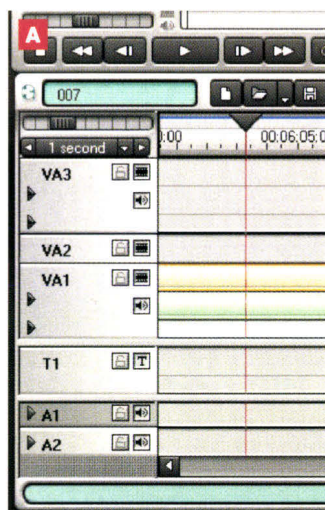 A
007
1 second
:00 00:06:05:0
VA3
VA2
VA1
T1 T
A1
A2